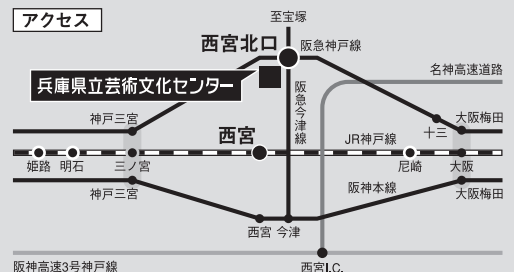 アクセス
至宝塚
西宮北口
阪急神戸線
名神高速道路
兵庫県立芸術文化センター
阪急今津線
神戸三宮
十三
大阪梅田
西宮
JR神戸線
姫路
明石
三ノ宮
尼崎
大阪
神戸三宮
阪神本線
大阪梅田
西宮
今津
阪神高速3号神戸線
西宮I.C.